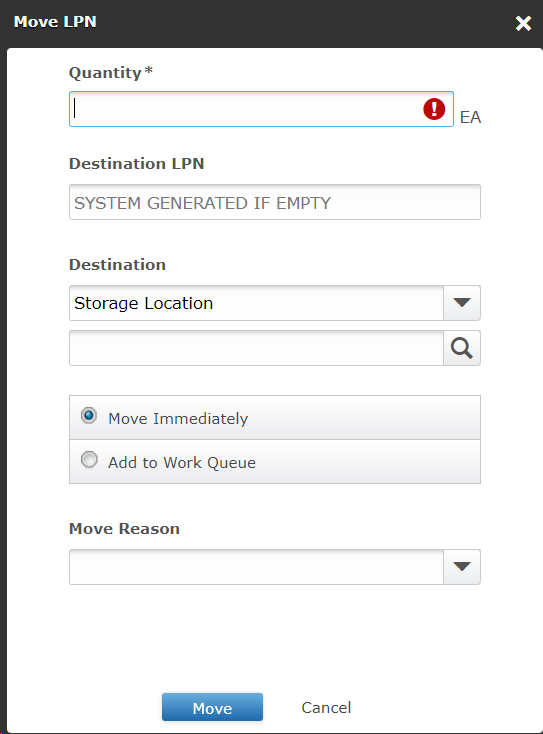 Move LPN
Quantity*
EA
Destination LPN
SYSTEM GENERATED IF EMPTY
Destination
Storage Location
Move Immediately
Add to Work Queue
Move Reason
Move Cancel